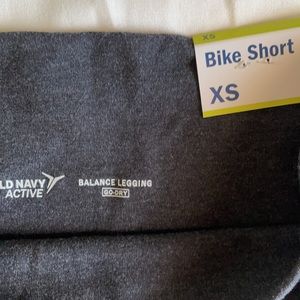 XS
Bike Short
XS
LD NAVY
ACTIVE
BALANCE LEGGING
GO-DRY